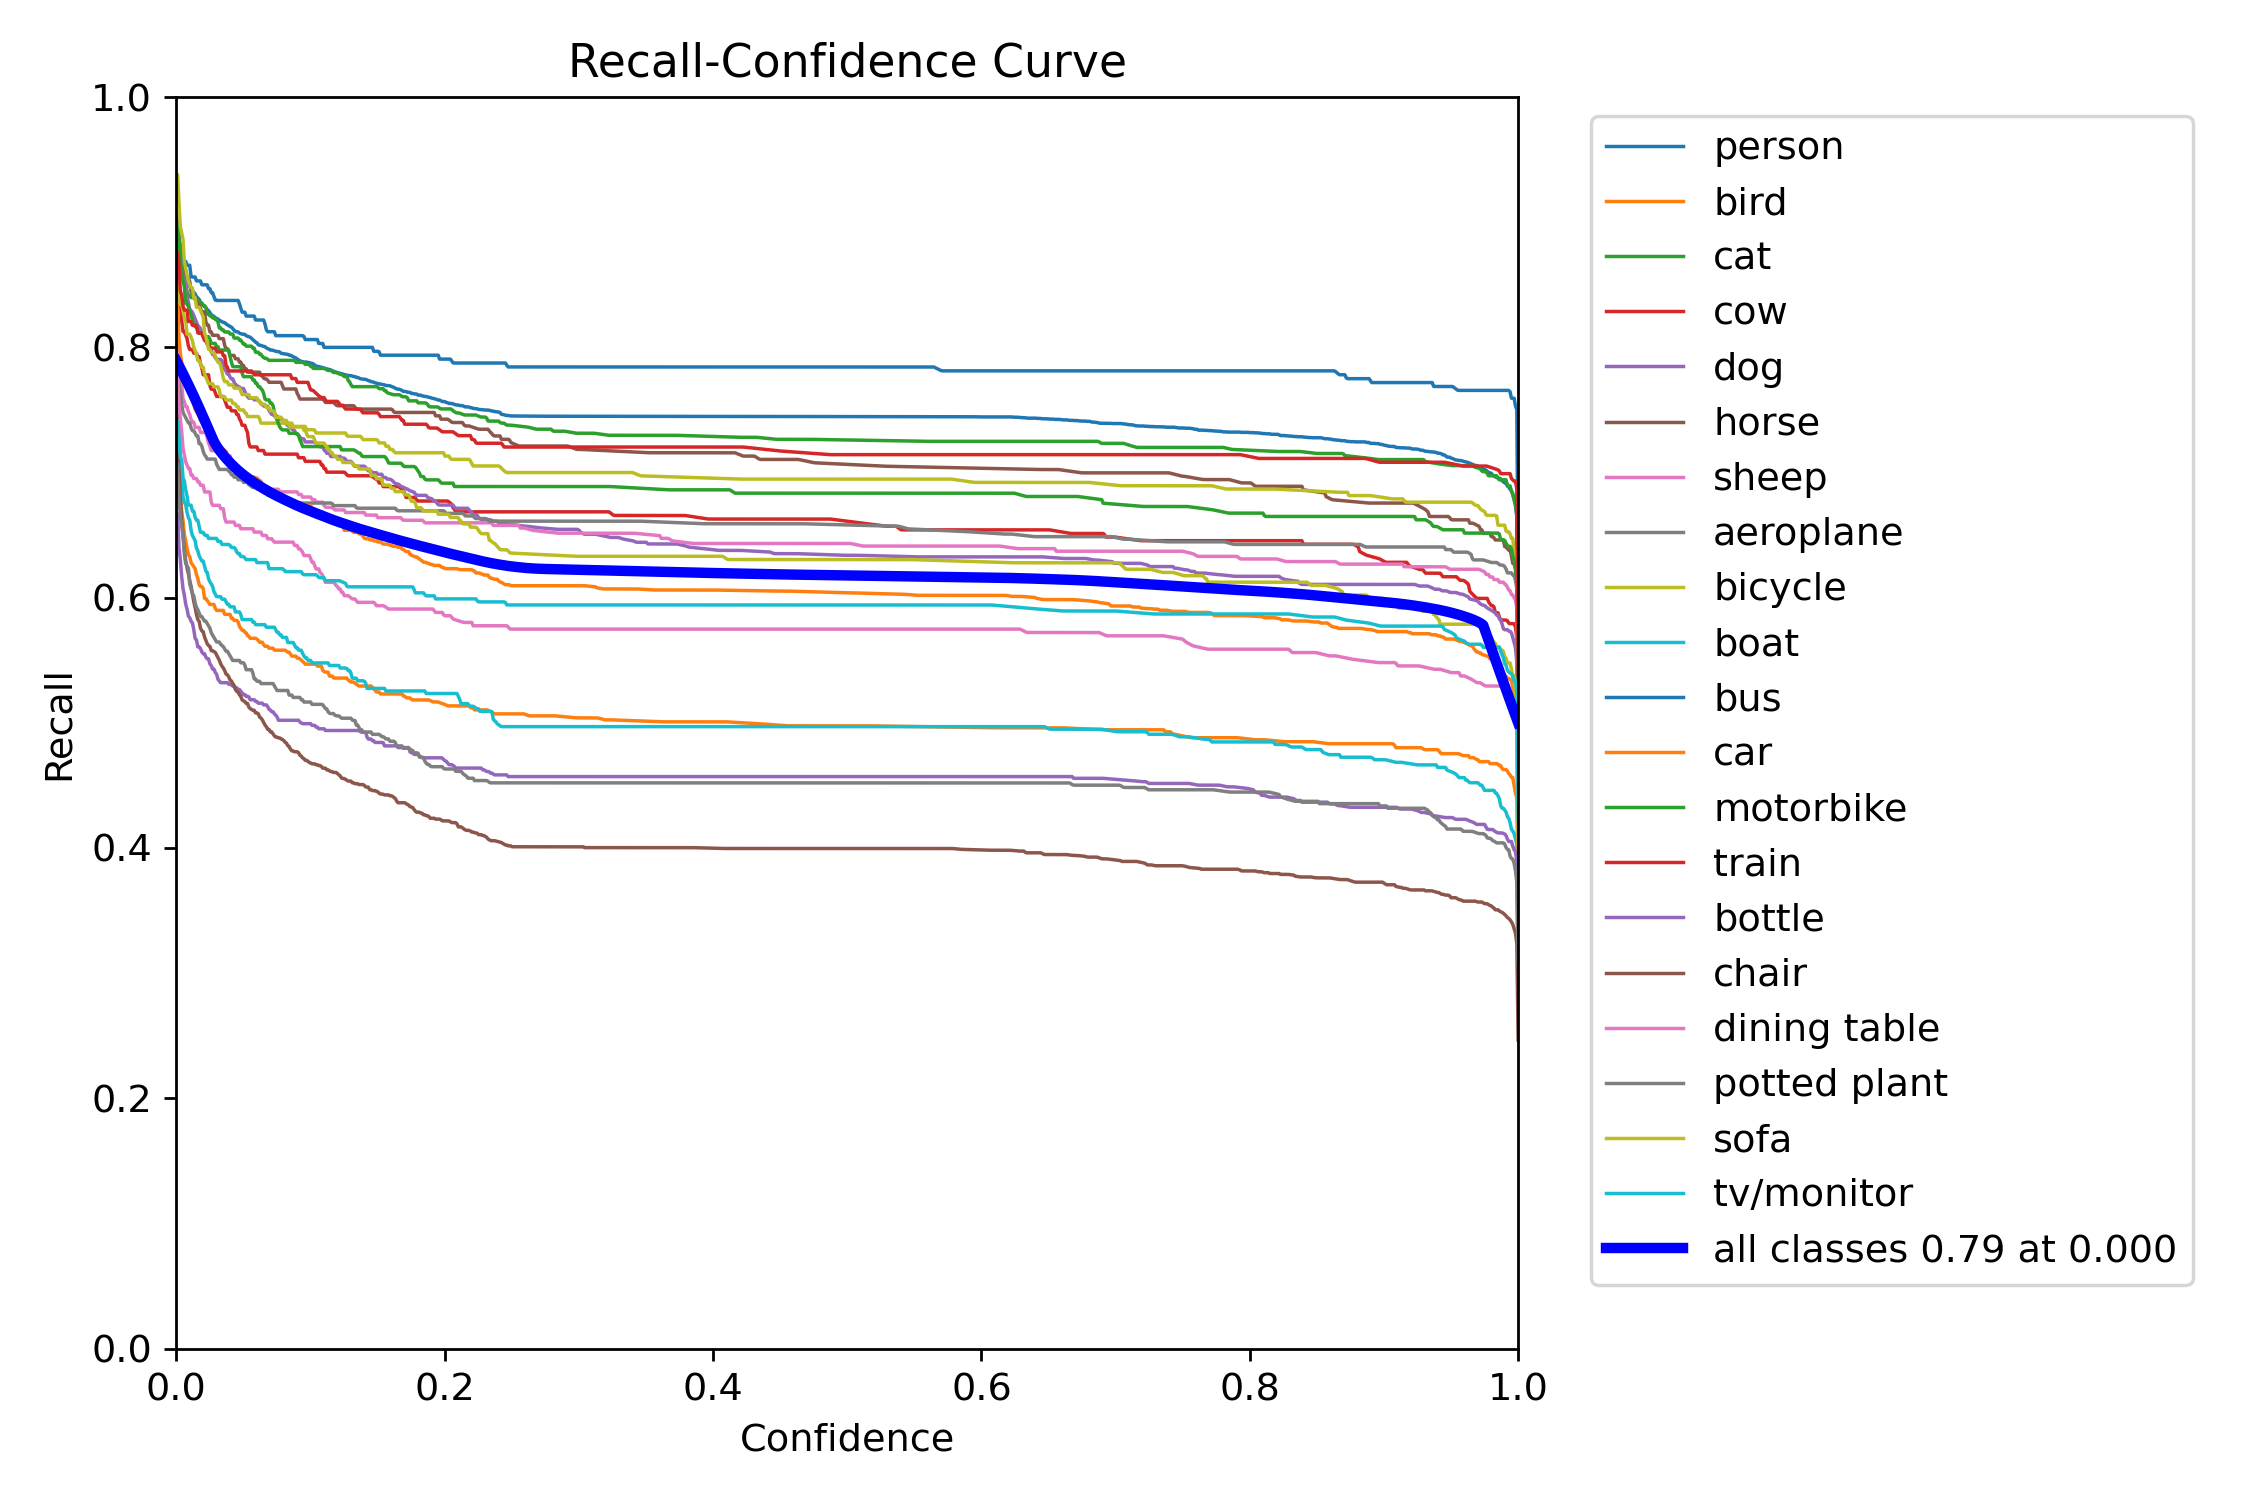 Recall-Confidence Curve
1.0
0.8
0.6
0.4
0.2
0.0
Recall
0.0 0.2 0.4 0.6 0.8 1.0
Confidence
person
bird
cat
cow
dog
horse
sheep
aeroplane
bicycle
boat
bus
car
motorbike
train
bottle
chair
dining table
potted plant
sofa
tv/monitor
all classes 0.79 at 0.000